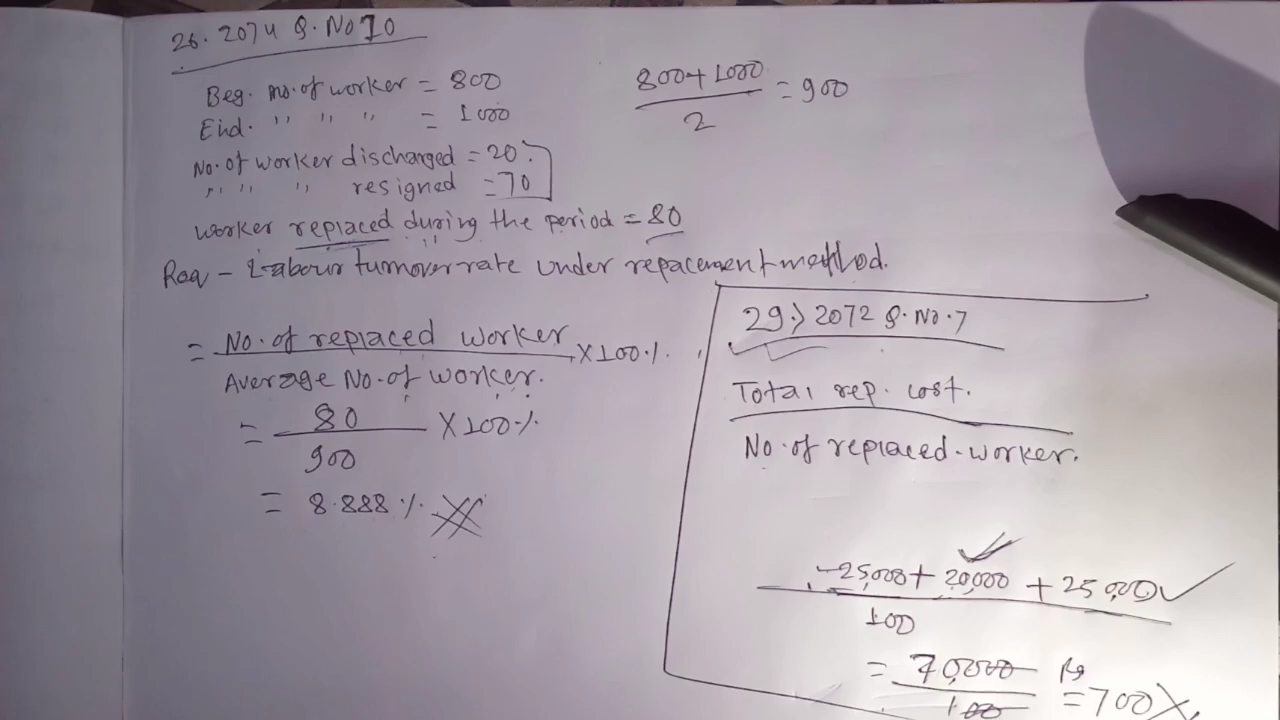 26. 2074 Q. No 10
Beg. no. of worker = 800
End. " " " = 1000
800+1000 / 2 = 900
No. of worker discharged = 20
" " " resigned = 70
worker replaced during the period = 80
Req - Labour turnover rate under repacement method.
= No. of replaced worker / Average No. of worker. × 100%
= 80 / 900 × 100%
= 8.888%
29.) 2072 Q. No. 7
Total rep. cost.
No. of replaced worker.
25,000 + 20,000 + 25,000
100
= 70,000 / 100 = Rs 700